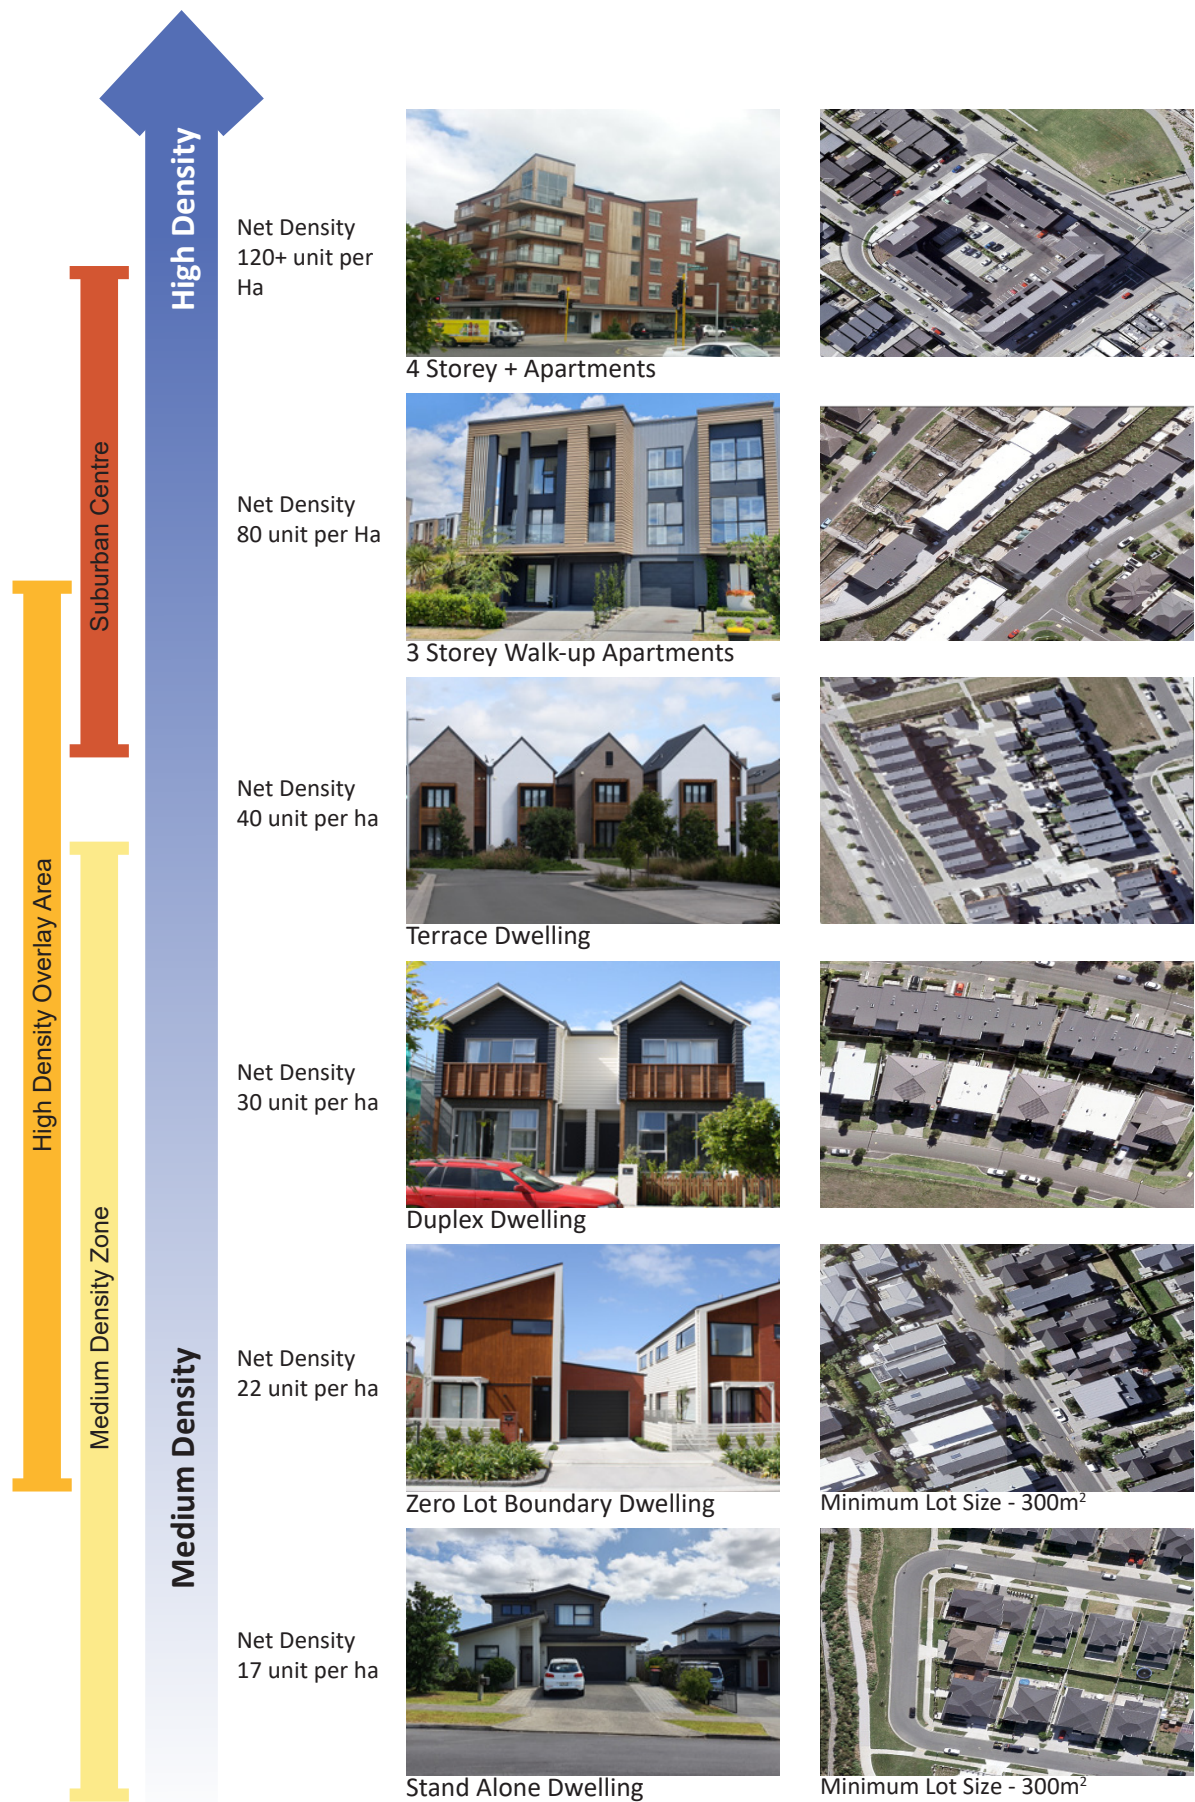 High Density
Net Density
120+ unit per
Ha
4 Storey + Apartments
Suburban Centre
Net Density
80 unit per Ha
3 Storey Walk-up Apartments
Net Density
40 unit per ha
Terrace Dwelling
High Density Overlay Area
Net Density
30 unit per ha
Duplex Dwelling
Medium Density Zone
Medium Density
Net Density
22 unit per ha
Zero Lot Boundary Dwelling
Minimum Lot Size - 300m²
Net Density
17 unit per ha
Stand Alone Dwelling
Minimum Lot Size - 300m²